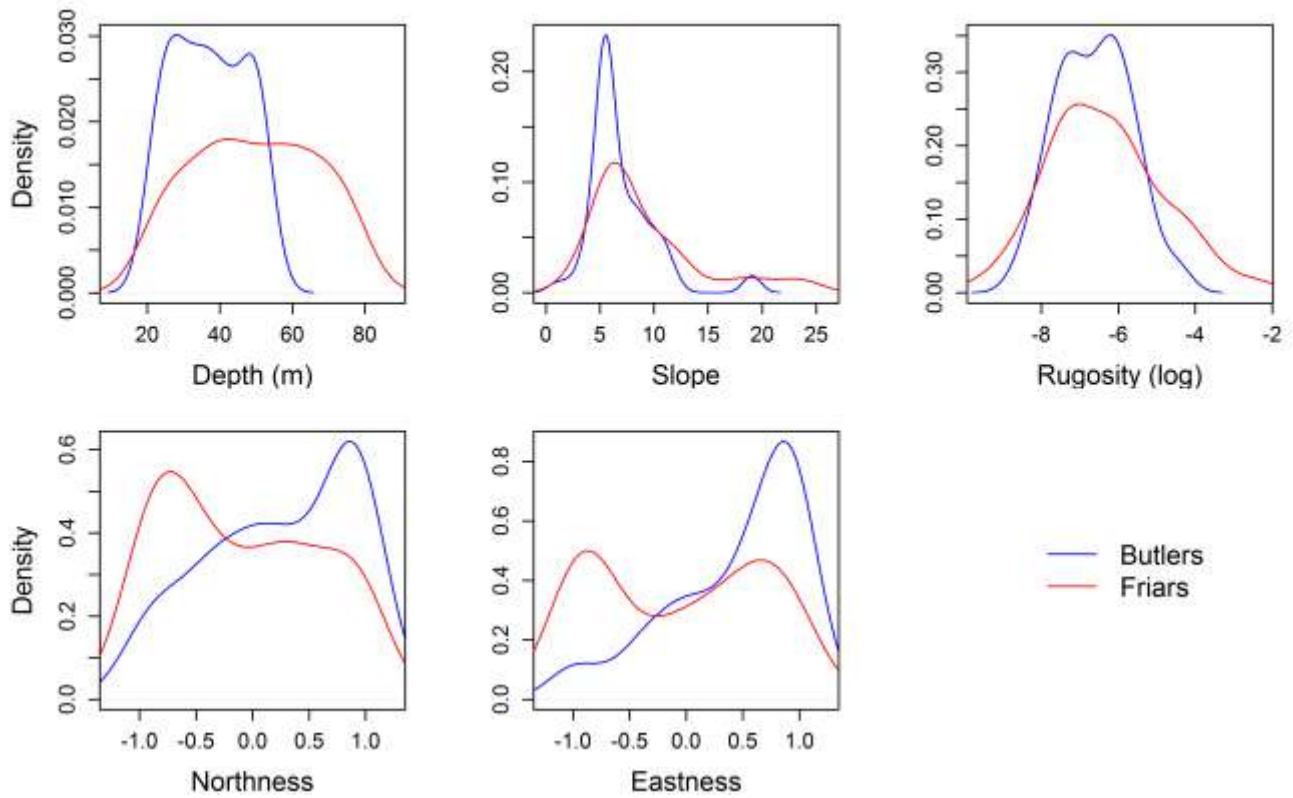 Density
0.000 0.010 0.020 0.030
20 40 60 80
Depth (m)
0.00 0.10 0.20
0 5 10 15 20 25
Slope
0.00 0.10 0.20 0.30
-8 -6 -4 -2
Rugosity (log)
Density
0.0 0.2 0.4 0.6
-1.0 -0.5 0.0 0.5 1.0
Northness
0.0 0.2 0.4 0.6 0.8
-1.0 -0.5 0.0 0.5 1.0
Eastness
Butlers
Friars